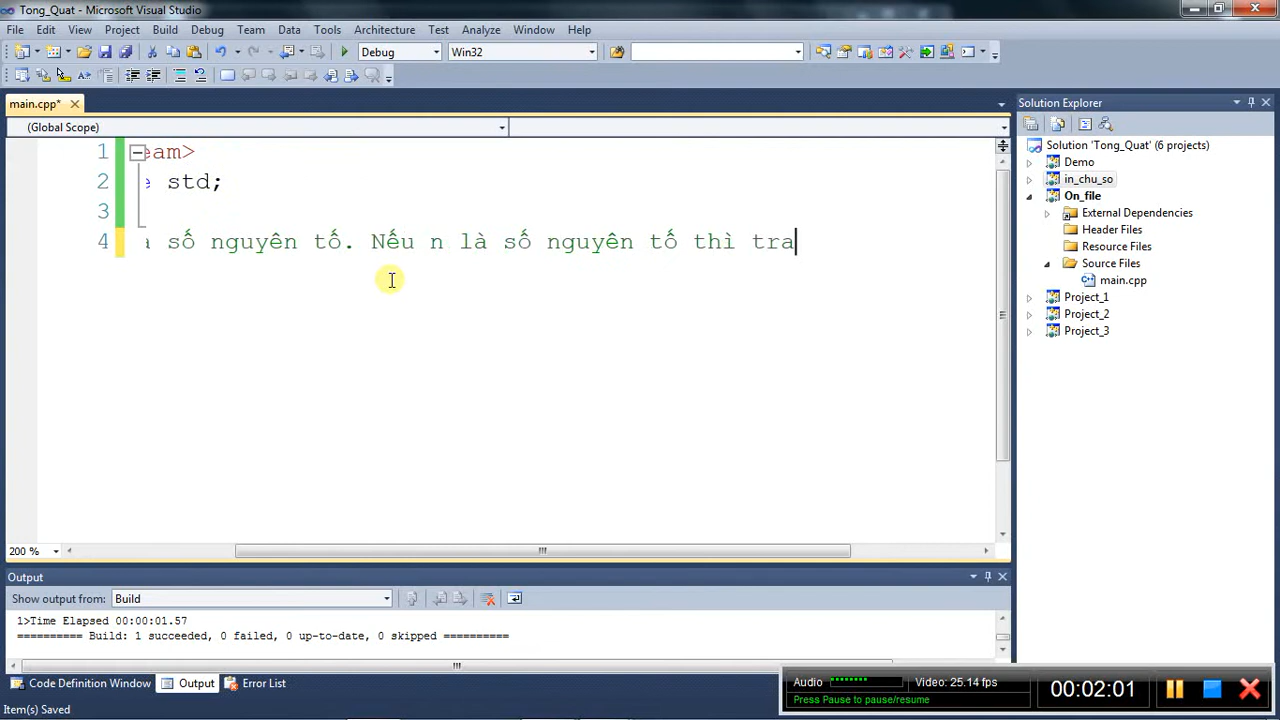 Tong_Quat - Microsoft Visual Studio
File Edit View Project Build Debug Team Data Tools Architecture Test Analyze Window Help
Debug Win32
main.cpp*
(Global Scope)
1 eam>
2 e std;
3
4 à số nguyên tố. Nếu n là số nguyên tố thì tra
200 %
Solution Explorer
Solution 'Tong_Quat' (6 projects)
Demo
in_chu_so
On_file
External Dependencies
Header Files
Resource Files
Source Files
main.cpp
Project_1
Project_2
Project_3
Output
Show output from: Build
1>Time Elapsed 00:00:01.57
========== Build: 1 succeeded, 0 failed, 0 up-to-date, 0 skipped ==========
Code Definition Window Output Error List
Item(s) Saved
Audio Video: 25.14 fps
Press Pause to pause/resume
00:02:01